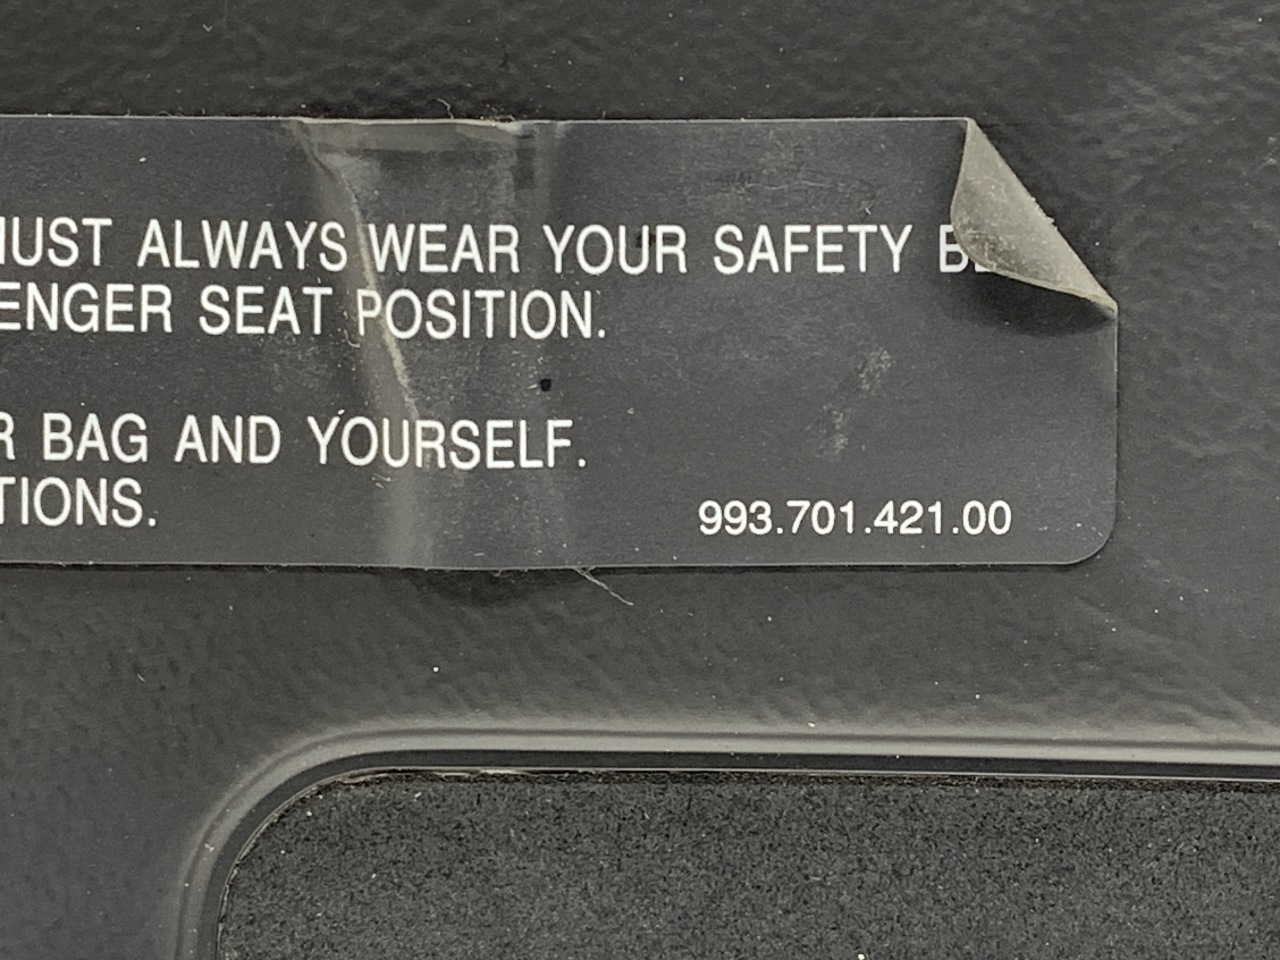 MUST ALWAYS WEAR YOUR SAFETY
ENGER SEAT POSITION.
R BAG AND YOURSELF.
TIONS.
993.701.421.00